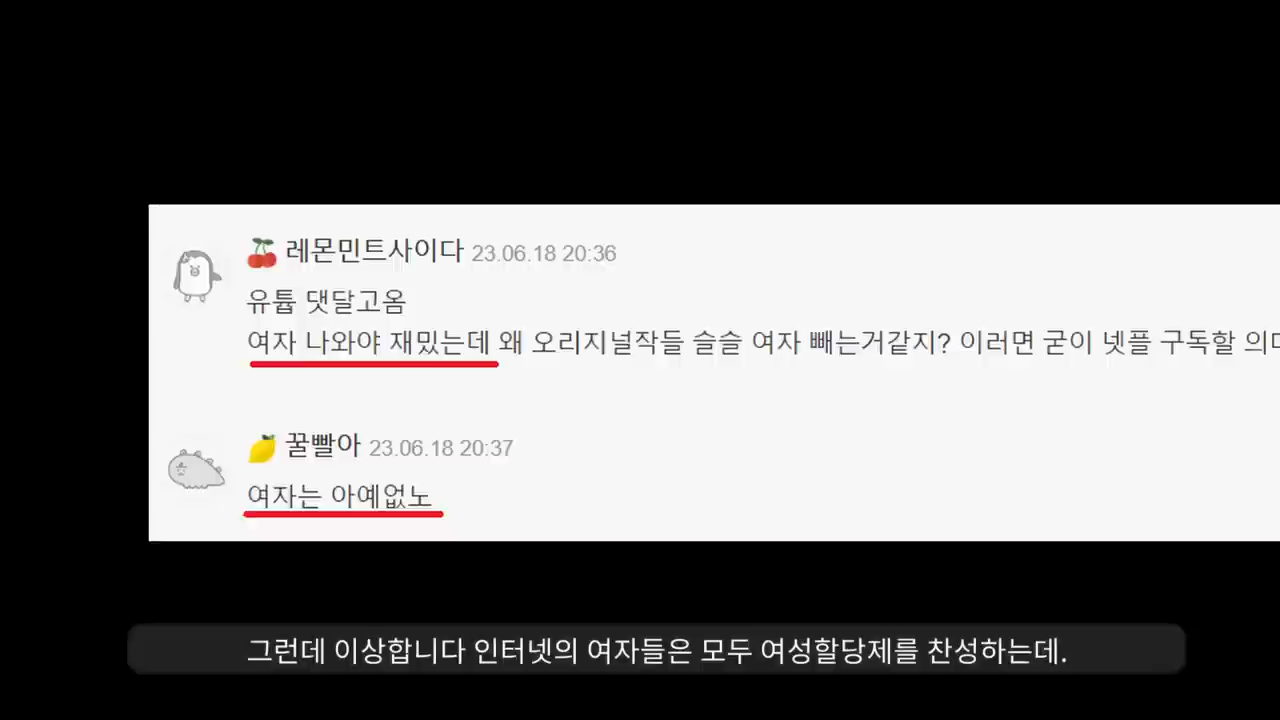 레몬민트사이다 23.06.18 20:36
유튭 댓달고옴
여자 나와야 재밌는데 왜 오리지널작들 슬슬 여자 빼는거같지? 이러면 굳이 넷플 구독할
꿀빨아 23.06.18 20:37
여자는 아예없노
그런데 이상합니다 인터넷의 여자들은 모두 여성할당제를 찬성하는데.